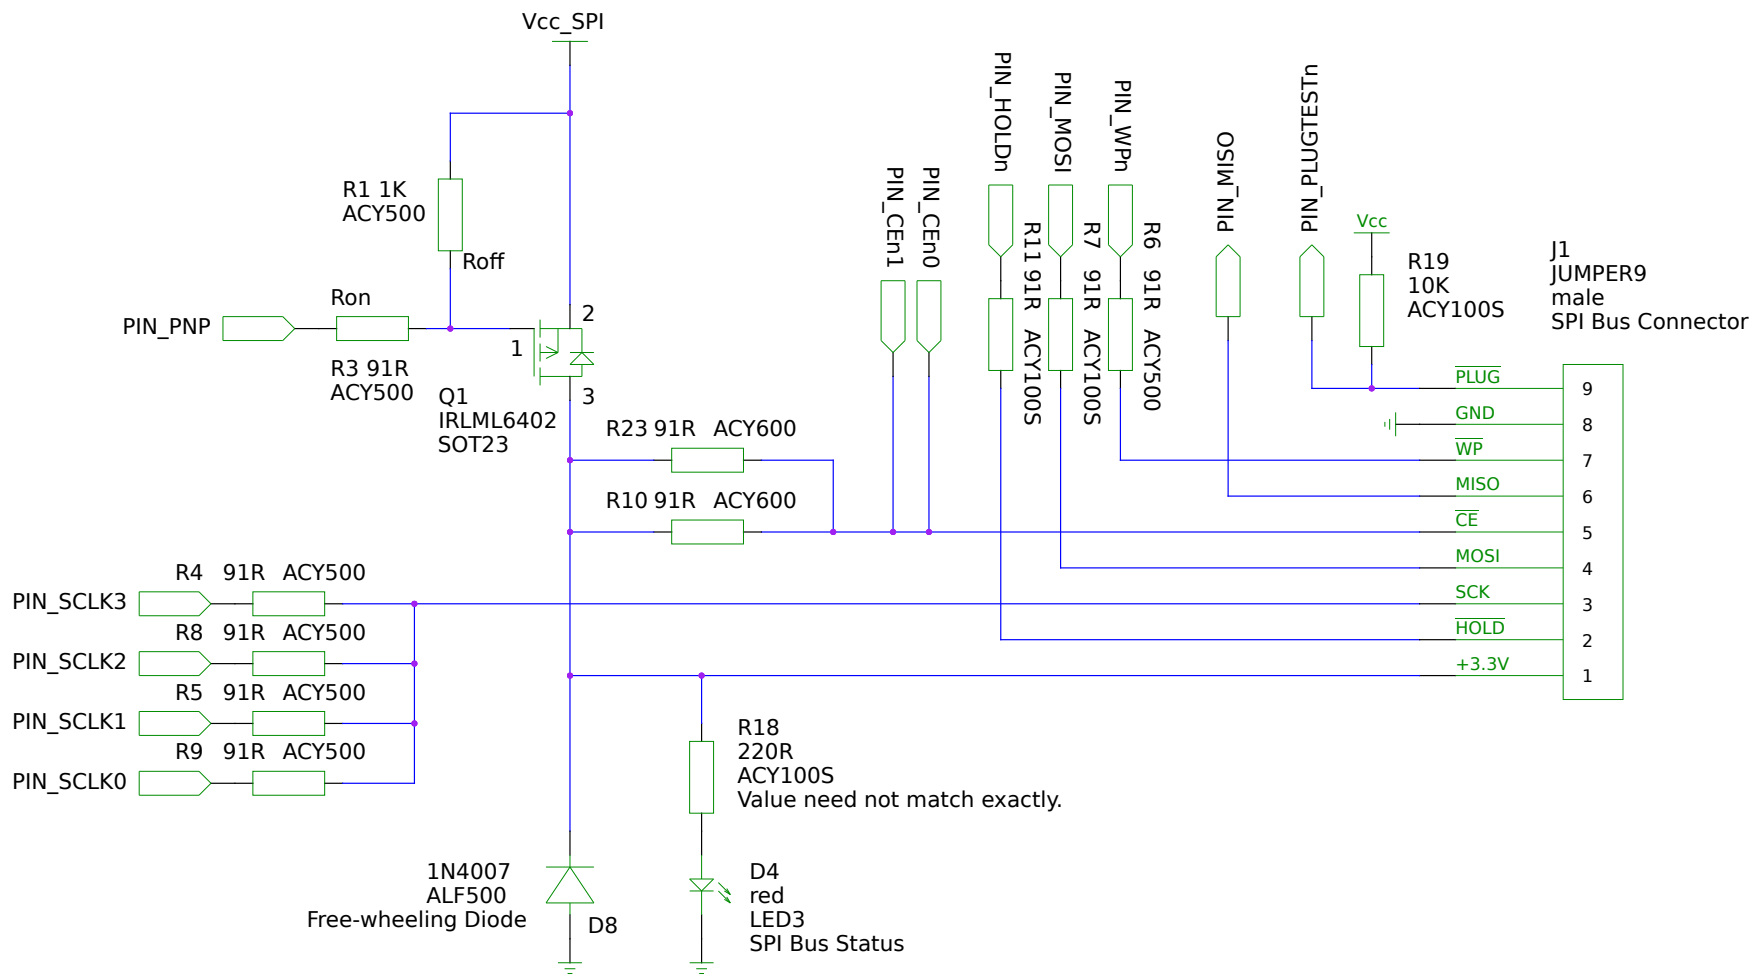 Vcc_SPI
R1 1K
ACY500
Roff
Ron
PIN_PNP
R3 91R
ACY500
1
2
3
Q1
IRLML6402
SOT23
R23 91R ACY600
R10 91R ACY600
PIN_CEn1
PIN_CEn0
PIN_HOLDn
R11 91R ACY100S
PIN_MOSI
R7 91R ACY100S
PIN_WPn
R6 91R ACY500
PIN_MISO
PIN_PLUGTESTn
Vcc
R19
10K
ACY100S
J1
JUMPER9
male
SPI Bus Connector
PLUG 9
GND 8
WP 7
MISO 6
CE 5
MOSI 4
SCK 3
HOLD 2
+3.3V 1
R4 91R ACY500
PIN_SCLK3
R8 91R ACY500
PIN_SCLK2
R5 91R ACY500
PIN_SCLK1
R9 91R ACY500
PIN_SCLK0
R18
220R
ACY100S
Value need not match exactly.
1N4007
ALF500
Free-wheeling Diode
D8
D4
red
LED3
SPI Bus Status